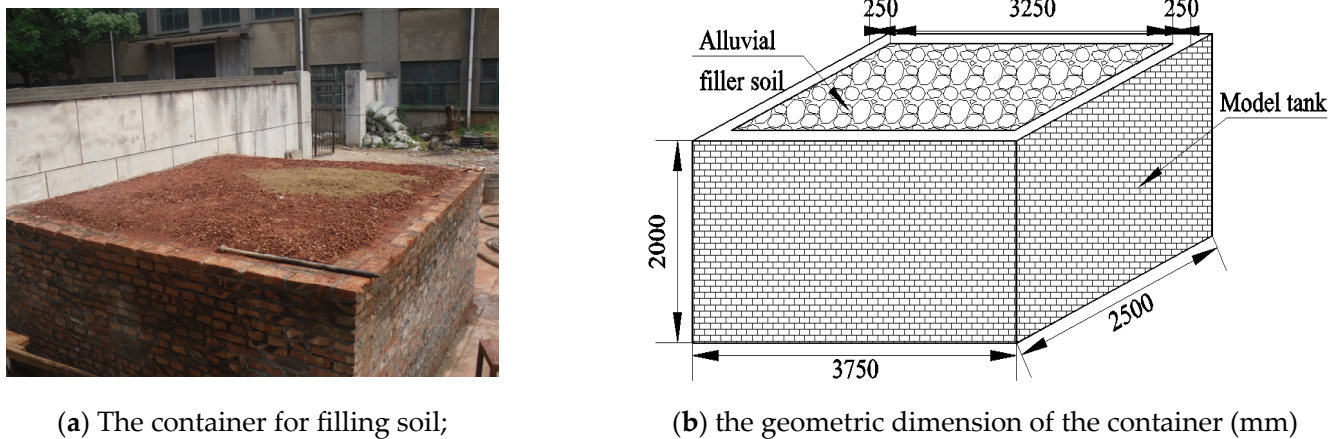 250
3250
250
Alluvial
filler soil
Model tank
2000
2500
3750
(a) The container for filling soil;
(b) the geometric dimension of the container (mm)